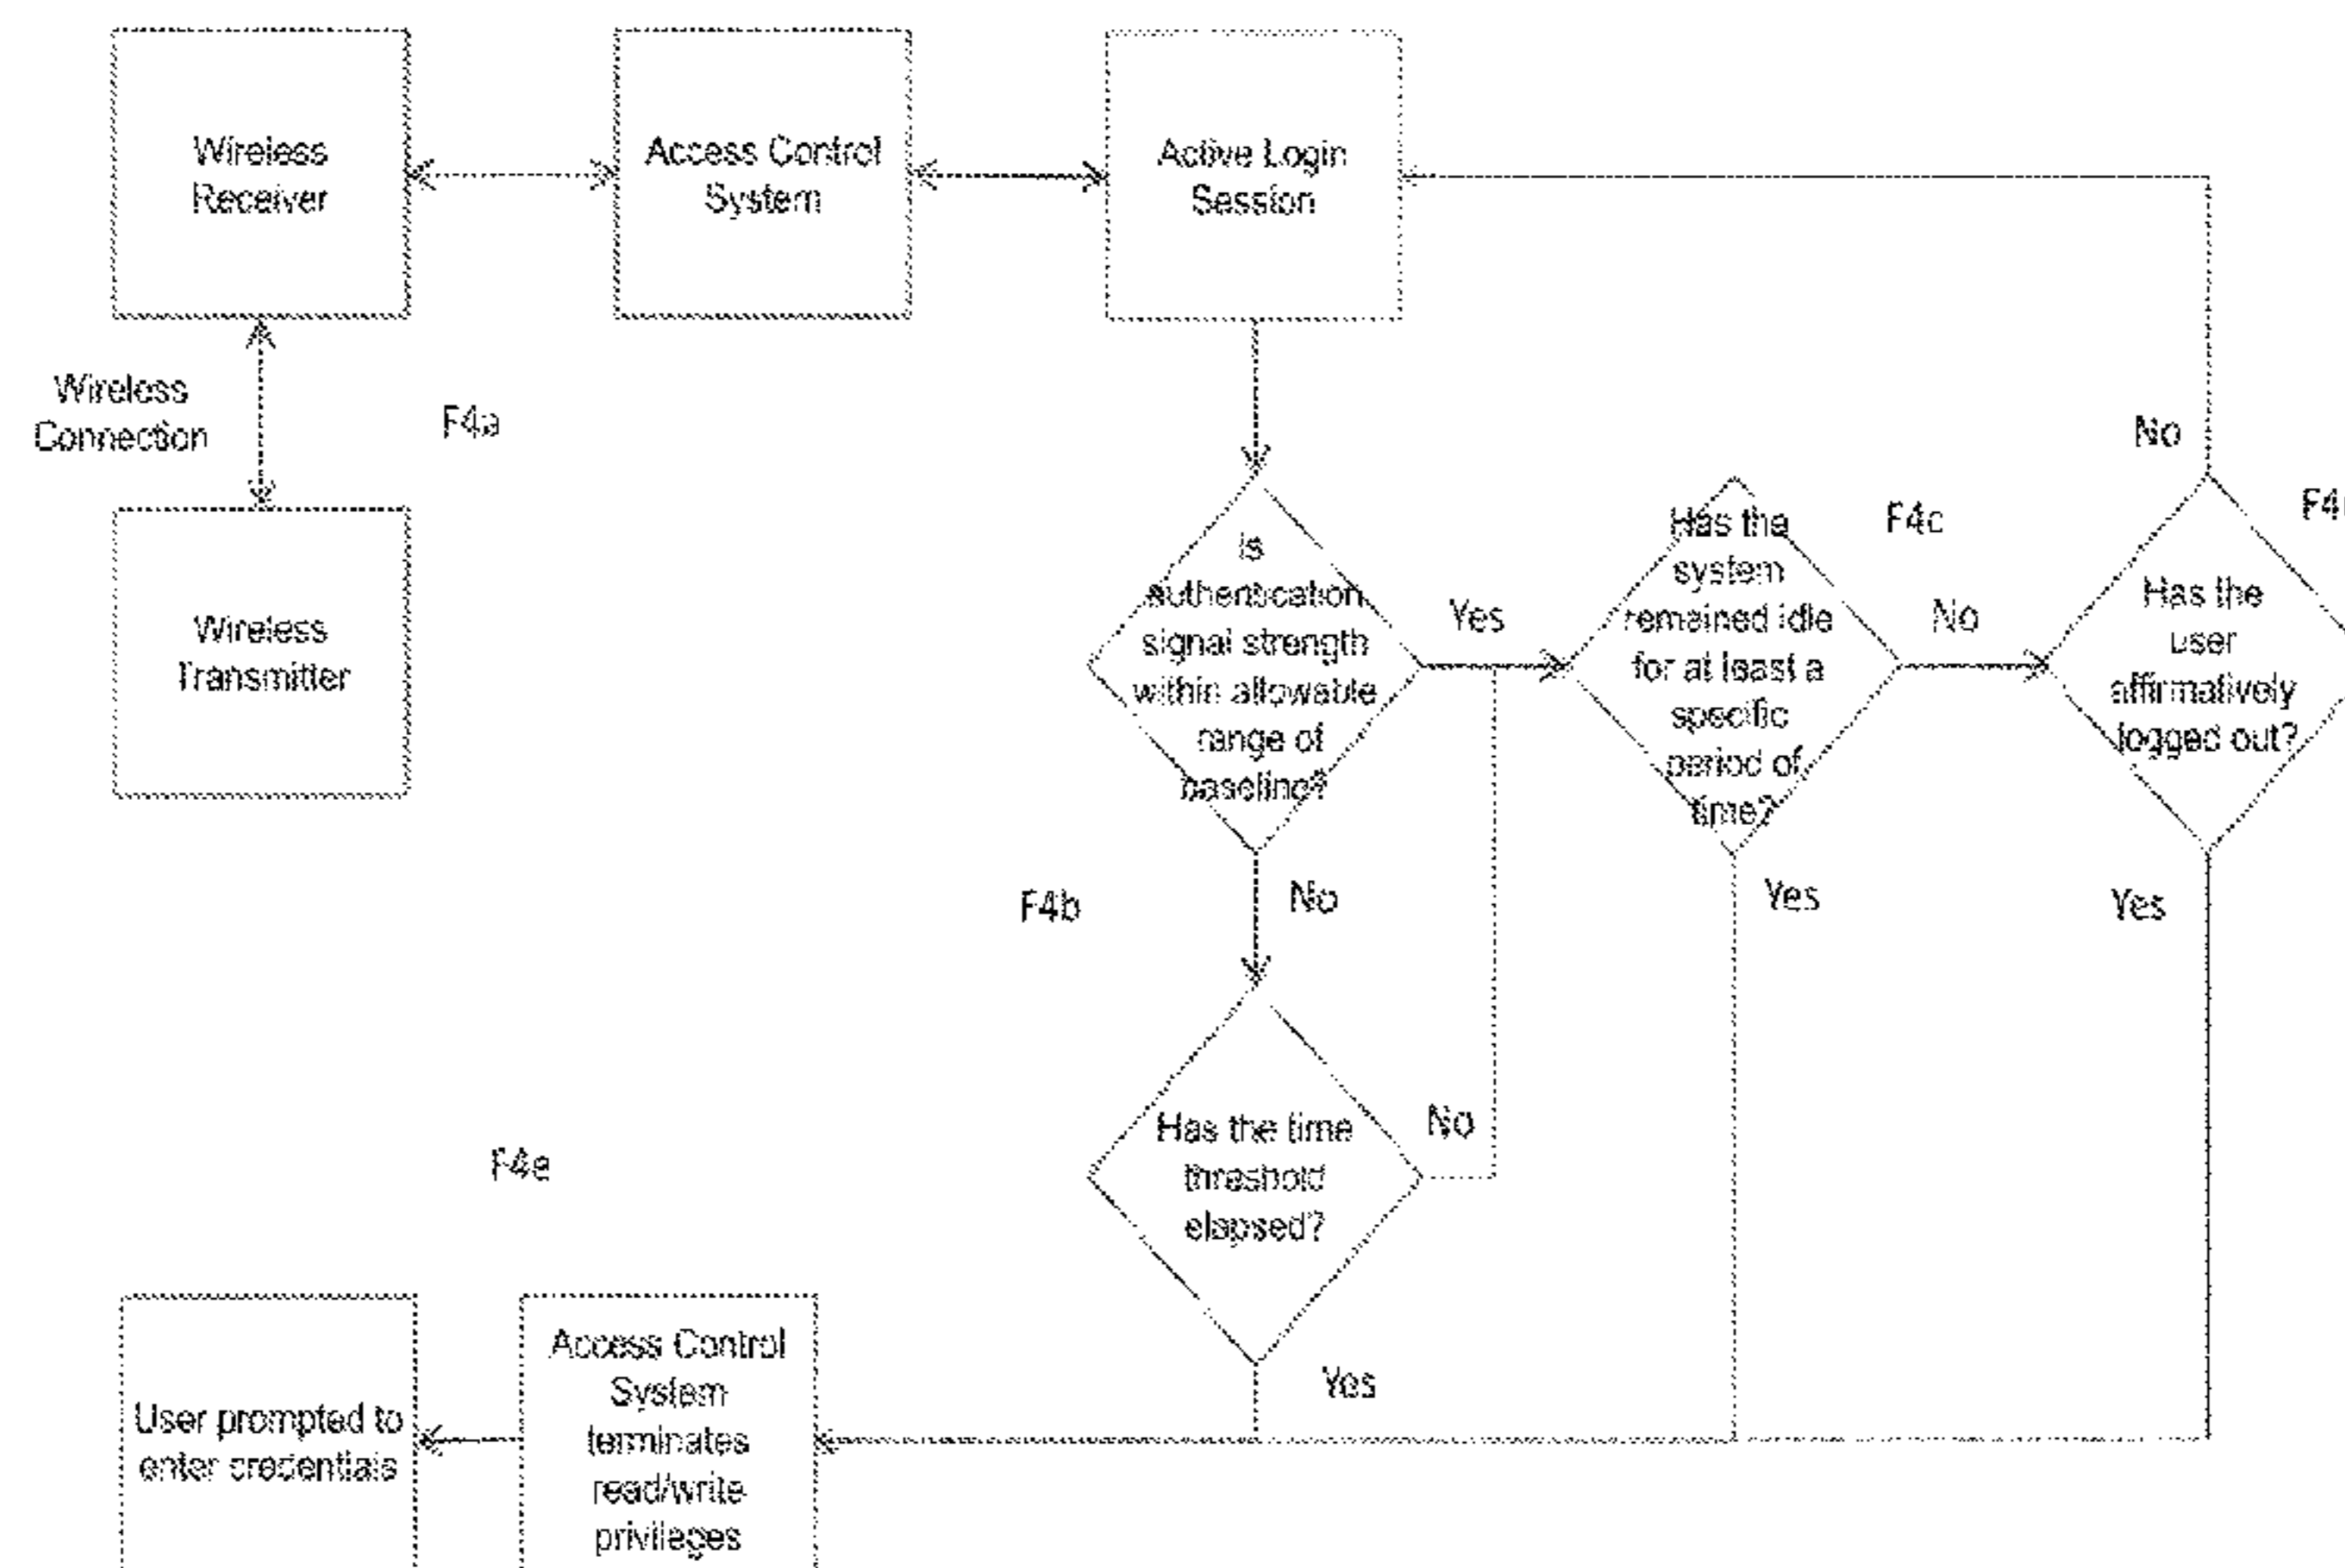 Wireless
Receiver
Access Control
System
Active Login
Session
Wireless
Connection
F4a
Wireless
Transmitter
Is
authentication
signal strength
within allowable
range of
baseline?
Yes
Has the
system
remained idle
for at least a
specific
period of
time?
F4c
No
No
Has the
user
affirmatively
logged out?
F4b
No
Yes
Yes
Has the time
threshold
elapsed?
No
Yes
F4e
User prompted to
enter credentials
Access Control
System
terminates
read/write
privileges